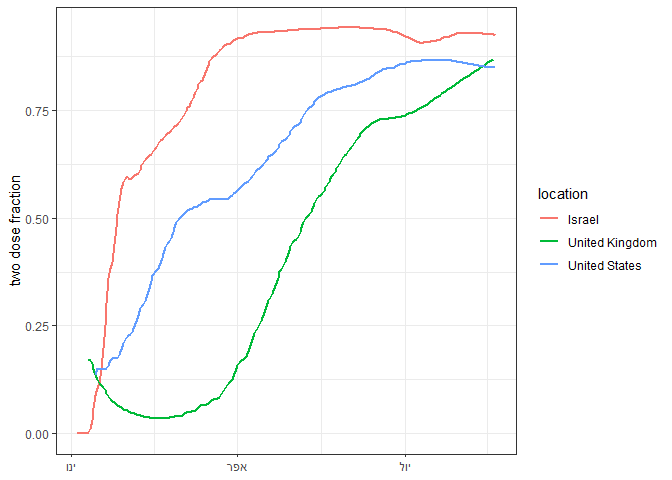 two dose fraction
0.75
0.50
0.25
0.00
ינו
אפר
יול
location
Israel
United Kingdom
United States